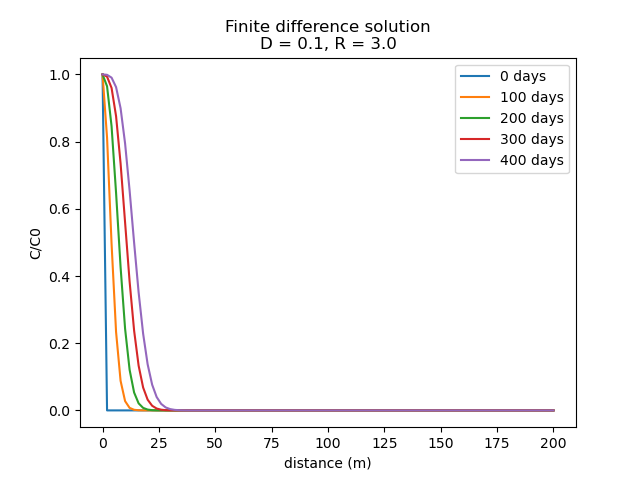 Finite difference solution
D = 0.1, R = 3.0
1.0
0.8
0.6
0.4
0.2
0.0
C/C0
0 days
100 days
200 days
300 days
400 days
0 25 50 75 100 125 150 175 200
distance (m)